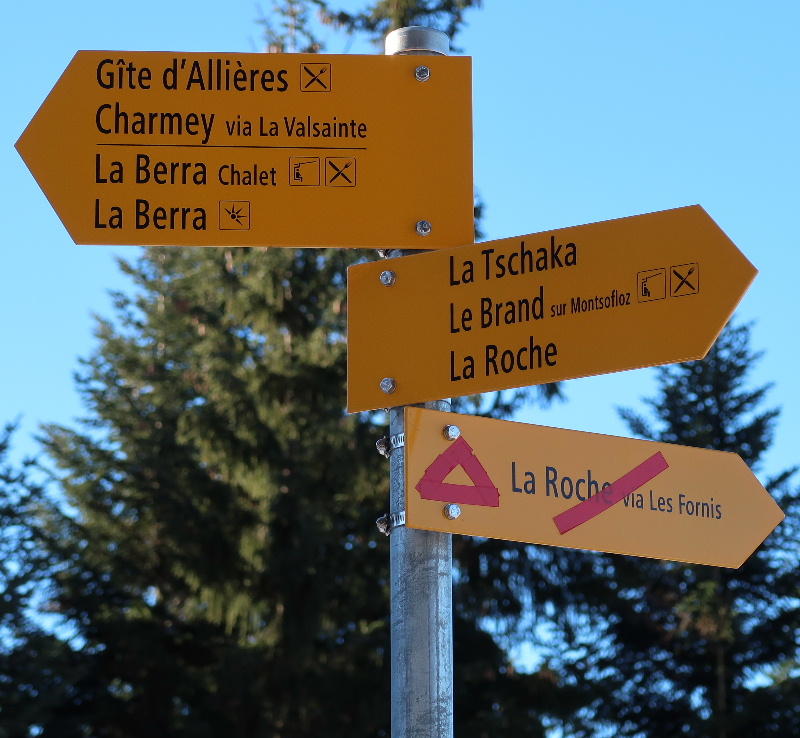 Gîte d'Allières
Charmey via La Valsainte
La Berra Chalet
La Berra
La Tschaka
Le Brand sur Montsofloz
La Roche
La Roche via Les Fornis